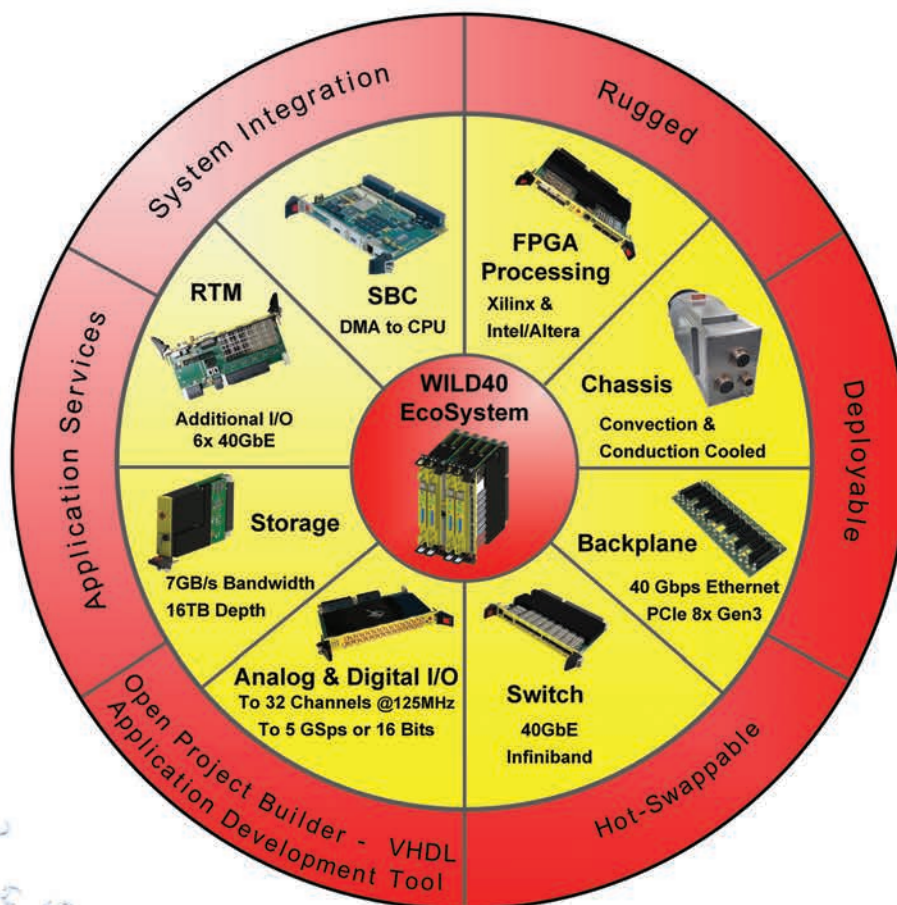 System Integration
Rugged
Deployable
Hot-Swappable
Open Project Builder - VHDL
Application Development Tool
Application Services
FPGA
Processing
Xilinx &
Intel/Altera
Chassis
Convection &
Conduction Cooled
Backplane
40 Gbps Ethernet
PCIe 8x Gen3
Switch
40GbE
Infiniband
Analog & Digital I/O
To 32 Channels @125MHz
To 5 GSps or 16 Bits
Storage
7GB/s Bandwidth
16TB Depth
RTM
Additional I/O
6x 40GbE
SBC
DMA to CPU
WILD40
EcoSystem